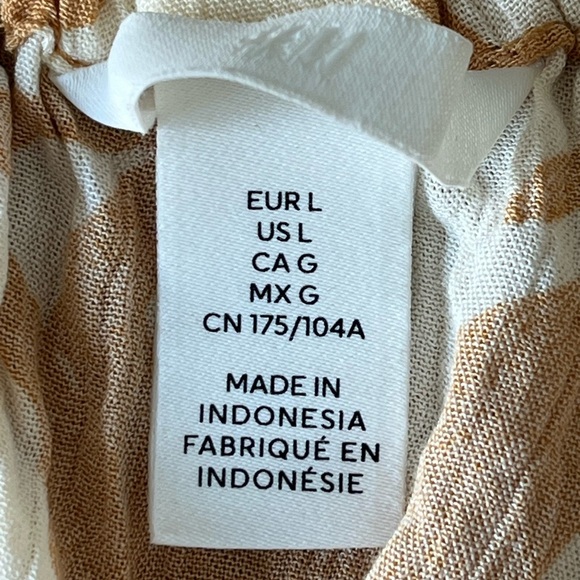 EUR L
US L
CA G
MX G
CN 175/104A
MADE IN
INDONESIA
FABRIQUÉ EN
INDONÉSIE